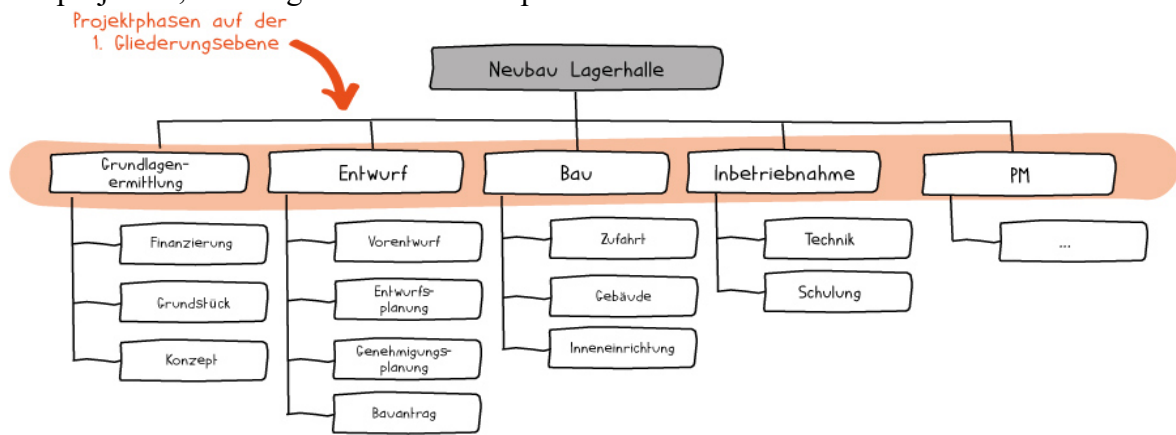 Projektphasen auf der
1. Gliederungsebene
Neubau Lagerhalle
Grundlagen-
ermittlung
Entwurf
Bau
Inbetriebnahme
PM
Finanzierung
Grundstück
Konzept
Vorentwurf
Entwurfs-
planung
Genehmigungs-
planung
Bauantrag
Zufahrt
Gebäude
Inneneinrichtung
Technik
Schulung
...